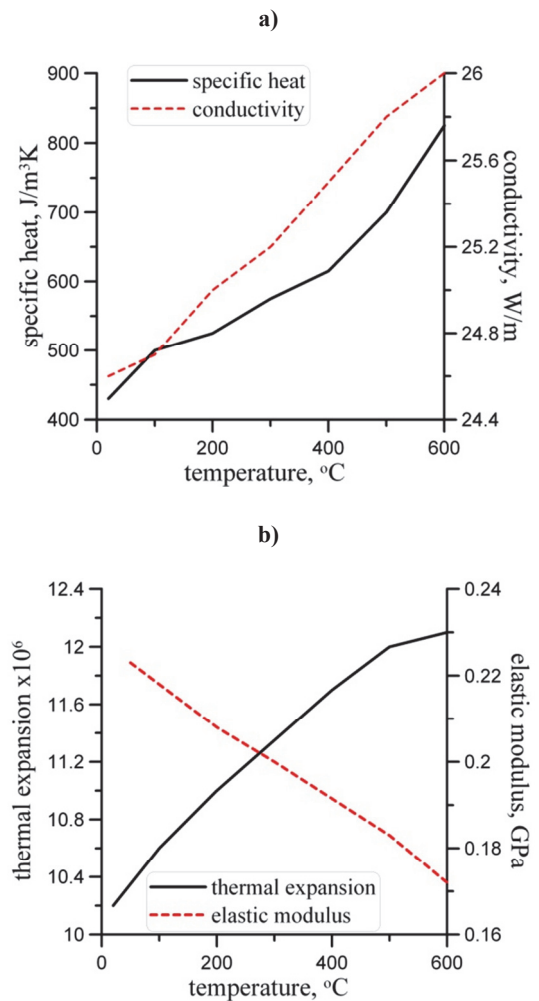 a)
specific heat
conductivity
900
800
700
600
500
400
specific heat, J/m³K
26
25.6
25.2
24.8
24.4
conductivity, W/m
0
200
400
600
temperature, °C
b)
12.4
12
11.6
11.2
10.8
10.4
10
thermal expansion x10⁶
0.24
0.22
0.2
0.18
0.16
elastic modulus, GPa
thermal expansion
elastic modulus
0
200
400
600
temperature, °C